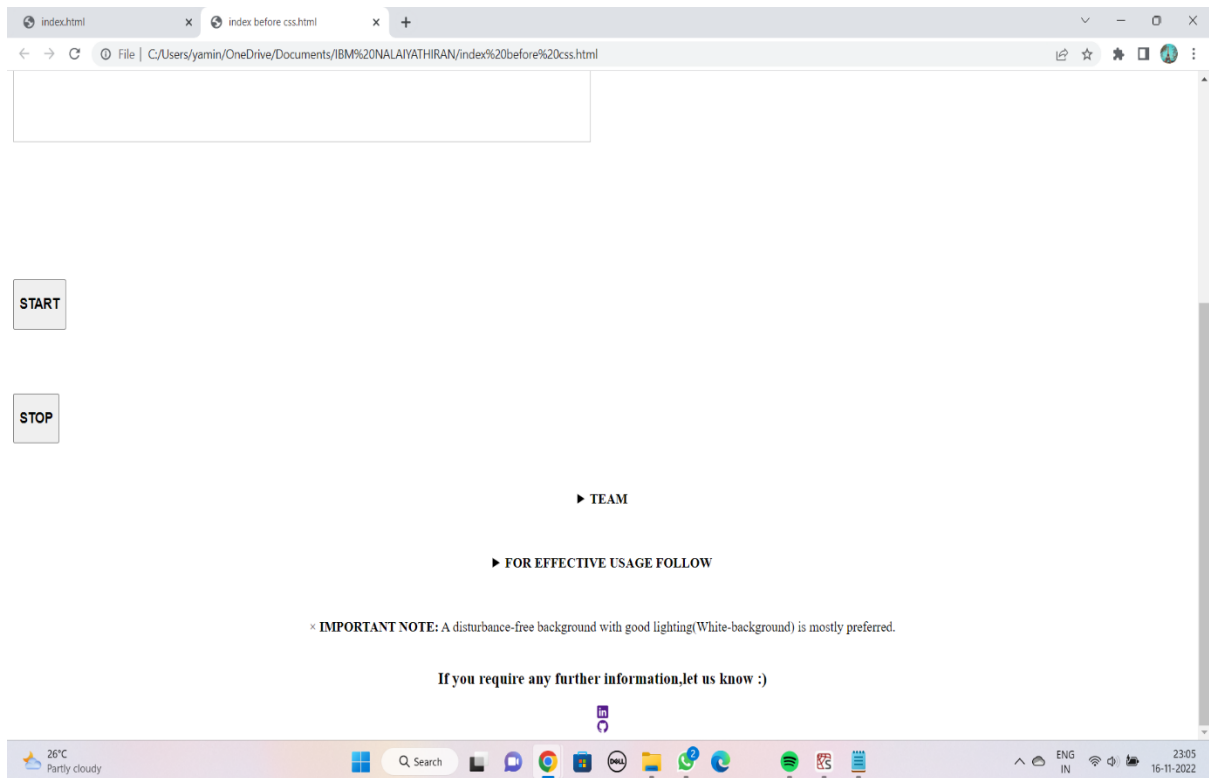 index.html
index before css.html
File | C:/Users/yamin/OneDrive/Documents/IBM%20NALAIYATHIRAN/index%20before%20css.html
START
STOP
▶ TEAM
▶ FOR EFFECTIVE USAGE FOLLOW
× IMPORTANT NOTE: A disturbance-free background with good lighting(White-background) is mostly preferred.
If you require any further information,let us know :)
in
26°C
Partly cloudy
Search
DELL
2
ENG
IN
23:05
16-11-2022